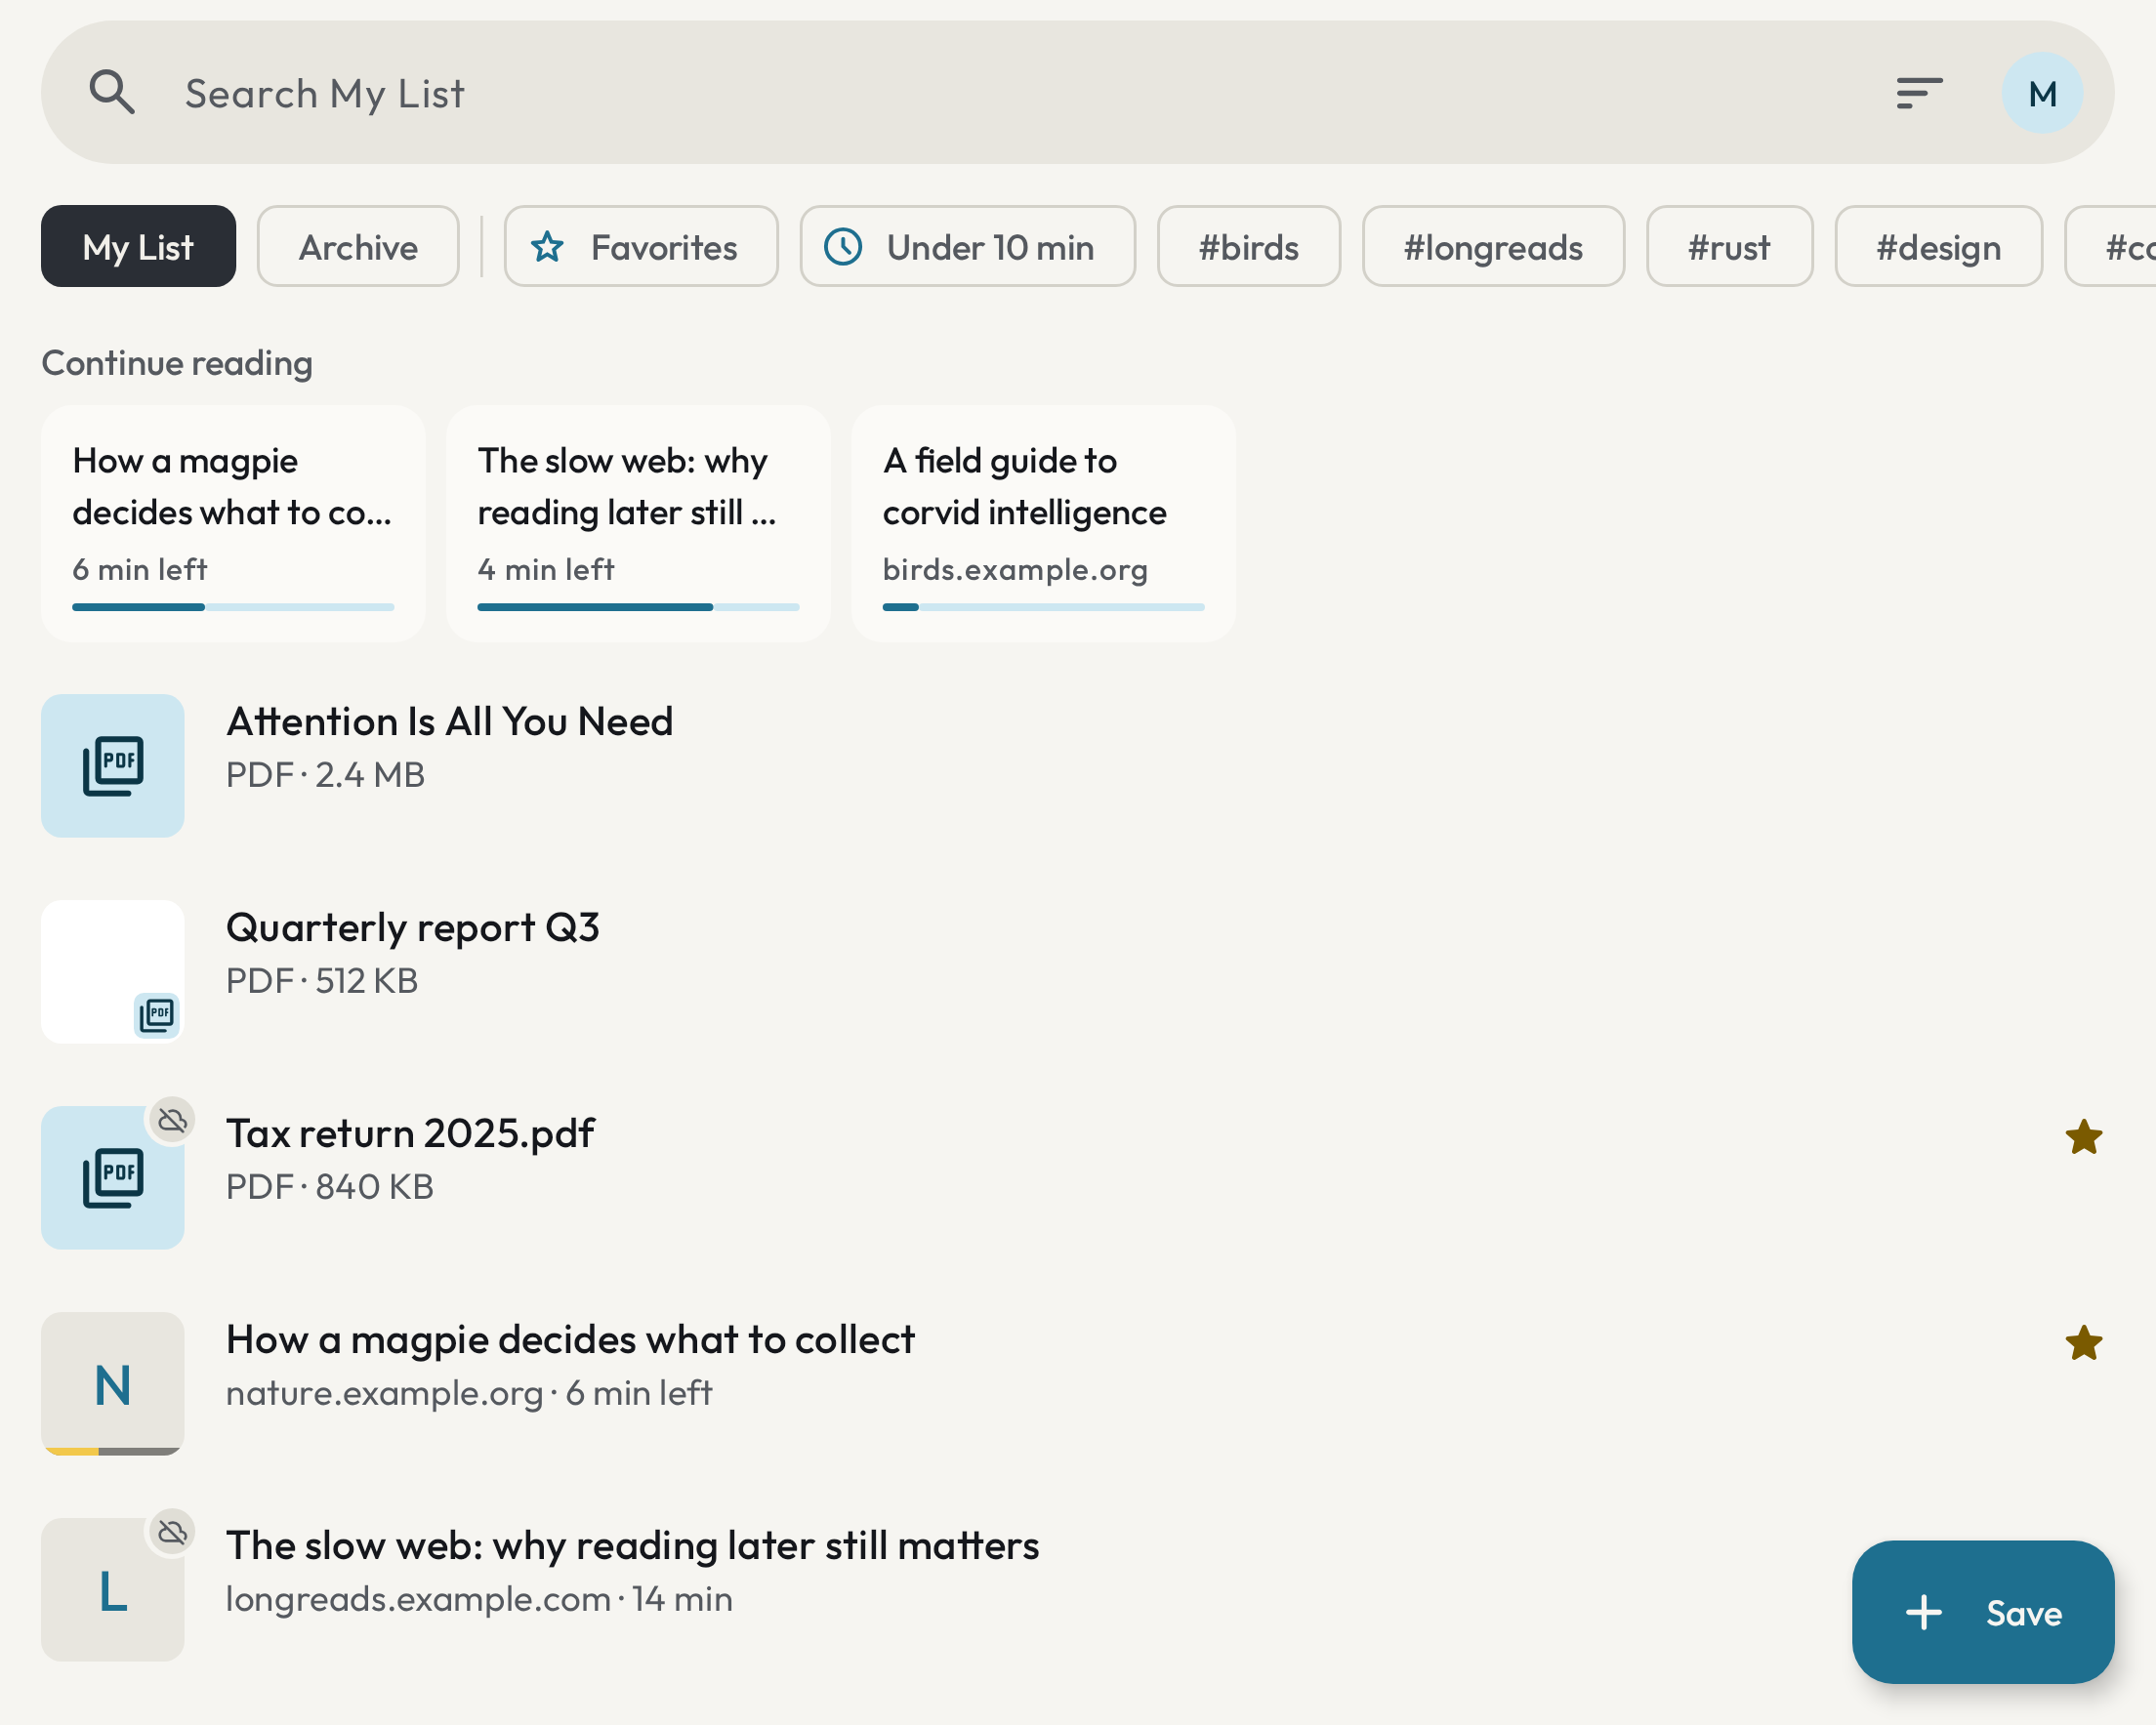 Search My List
M
My List
Archive
Favorites
Under 10 min
#birds
#longreads
#rust
#design
#co
Continue reading
How a magpie
decides what to co...
6 min left
The slow web: why
reading later still ...
4 min left
A field guide to
corvid intelligence
birds.example.org
PDF
Attention Is All You Need
PDF · 2.4 MB
PDF
Quarterly report Q3
PDF · 512 KB
PDF
Tax return 2025.pdf
PDF · 840 KB
N
How a magpie decides what to collect
nature.example.org · 6 min left
L
The slow web: why reading later still matters
longreads.example.com · 14 min
Save